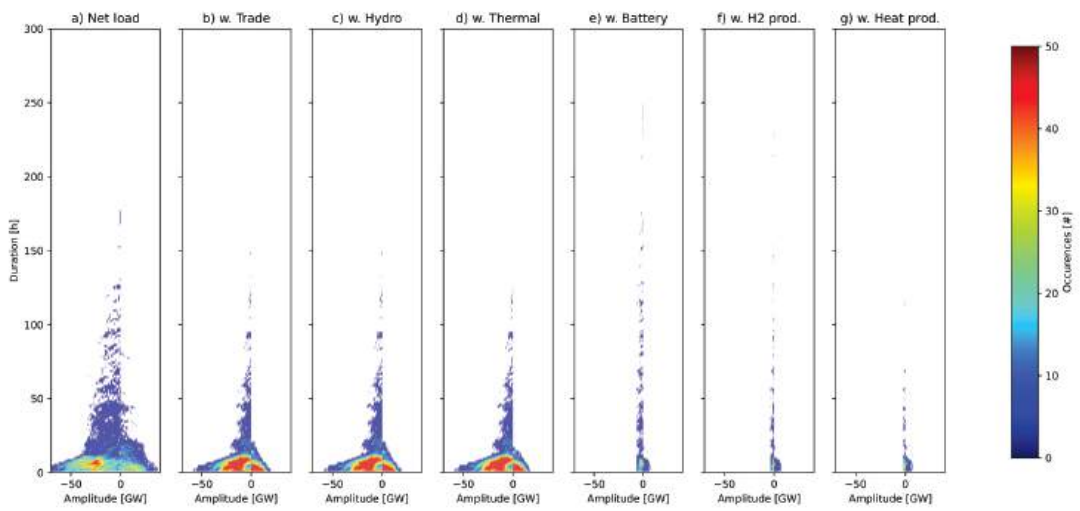 a) Net load
b) w. Trade
c) w. Hydro
d) w. Thermal
e) w. Battery
f) w. H2 prod.
g) w. Heat prod.
300
250
200
150
100
50
0
Duration [h]
−50 0
−50 0
−50 0
−50 0
−50 0
−50 0
−50 0
Amplitude [GW]
Amplitude [GW]
Amplitude [GW]
Amplitude [GW]
Amplitude [GW]
Amplitude [GW]
Amplitude [GW]
50
40
30
20
10
0
Occurences [#]